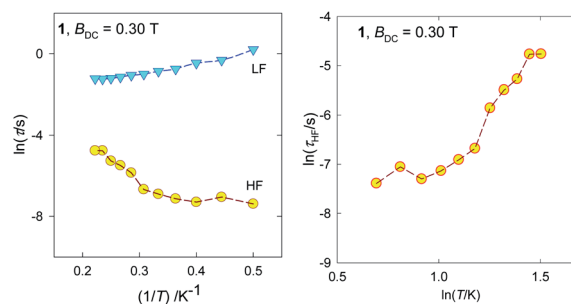 1, B_DC = 0.30 T
0
-4
-8
ln(τ/s)
LF
HF
0.2
0.3
0.4
0.5
(1/T) /K⁻¹
1, B_DC = 0.30 T
-4
-5
-6
-7
-8
-9
ln(τ_HF/s)
0.5
1.0
1.5
ln(T/K)